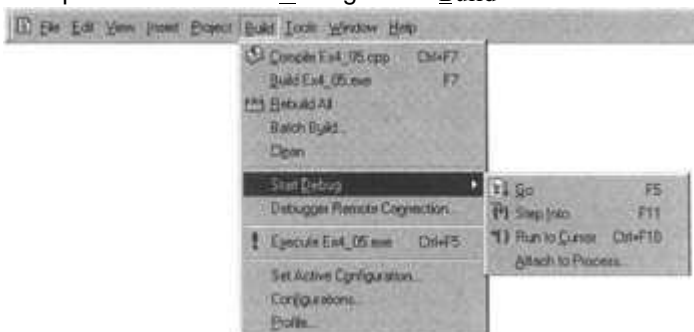 File Edit View Insert Project Build Tools Window Help
Compile Ex4_05.cpp Ctrl+F7
Build Ex4_05.exe F7
Rebuild All
Batch Build...
Clean
Start Debug
Debugger Remote Connection...
Execute Ex4_05.exe Ctrl+F5
Set Active Configuration...
Configurations...
Profile...
Go F5
Step Into F11
Run to Cursor Ctrl+F10
Attach to Process...